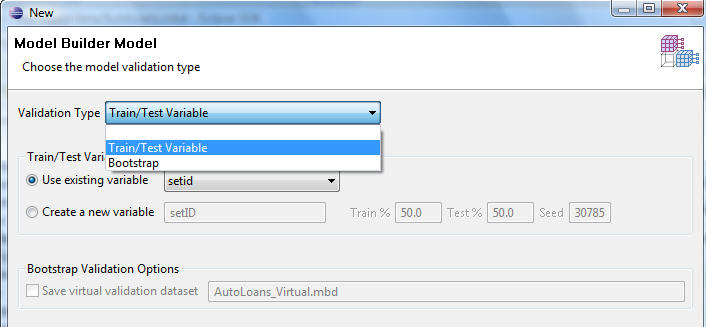 New
Model Builder Model
Choose the model validation type
Validation Type Train/Test Variable
Train/Test Variable
Bootstrap
Train/Test Vari
Use existing variable setid
Create a new variable setID Train % 50.0 Test % 50.0 Seed 30785
Bootstrap Validation Options
Save virtual validation dataset AutoLoans_Virtual.mbd